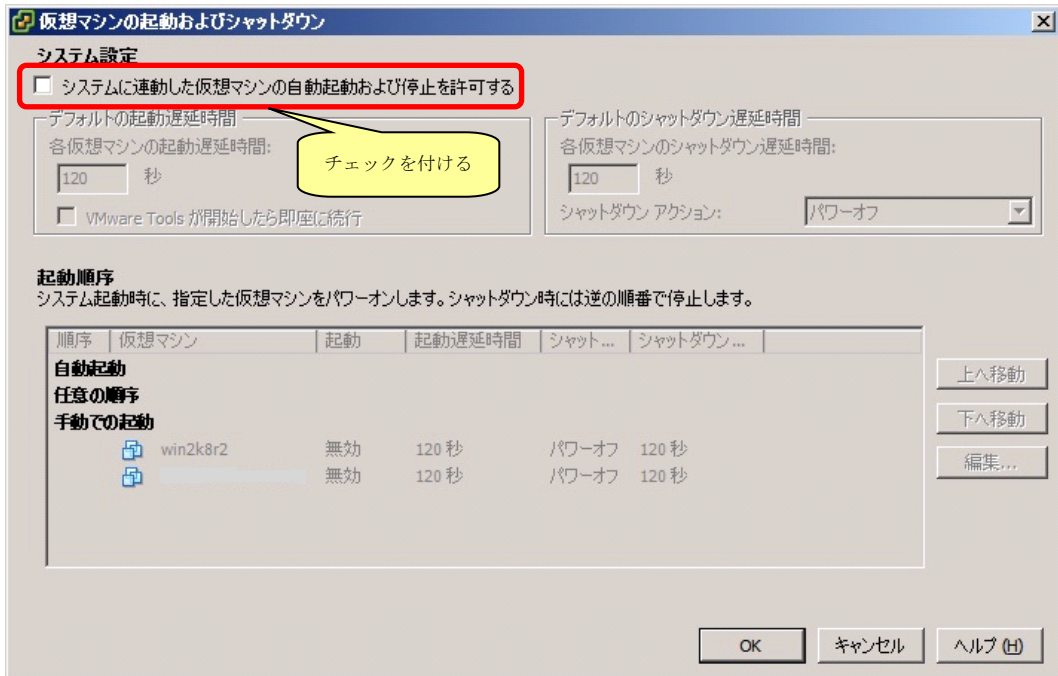 仮想マシンの起動およびシャットダウン
システム設定
システムに連動した仮想マシンの自動起動および停止を許可する
デフォルトの起動遅延時間
各仮想マシンの起動遅延時間:
120 秒
VMware Tools が開始したら即座に続行
チェックを付ける
デフォルトのシャットダウン遅延時間
各仮想マシンのシャットダウン遅延時間:
120 秒
シャットダウン アクション: パワーオフ
起動順序
システム起動時に、指定した仮想マシンをパワーオンします。シャットダウン時には逆の順番で停止します。
順序 仮想マシン 起動 起動遅延時間 シャット... シャットダウン...
自動起動
任意の順序
手動での起動
win2k8r2 無効 120 秒 パワーオフ 120 秒
無効 120 秒 パワーオフ 120 秒
上へ移動
下へ移動
編集...
OK キャンセル ヘルプ (H)